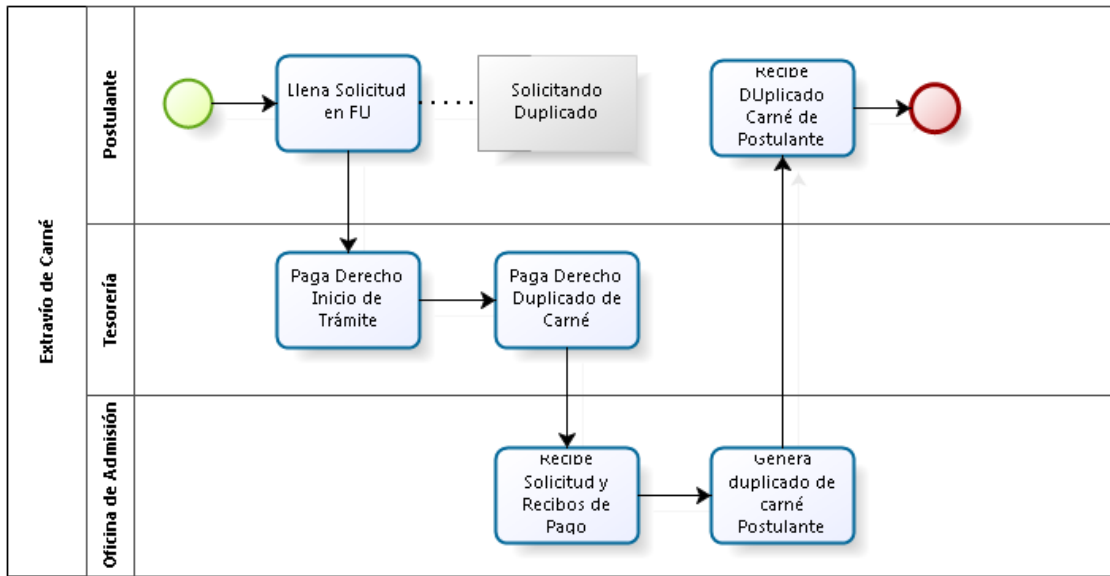 Extravío de Carné
Postulante
Llena Solicitud
en FU
Solicitando
Duplicado
Recibe
DUplicado
Carné de
Postulante
Tesorería
Paga Derecho
Inicio de
Trámite
Paga Derecho
Duplicado de
Carné
Oficina de Admisión
Recibe
Solicitud y
Recibos de
Pago
Genera
duplicado de
carné
Postulante